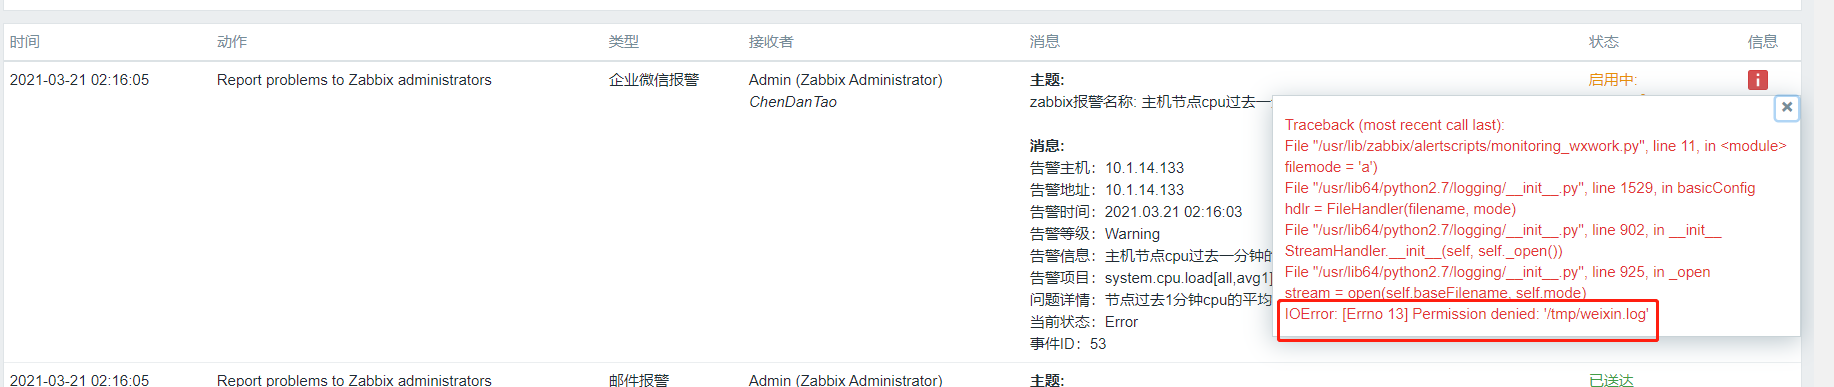 时间 动作 类型 接收者 消息 状态 信息
2021-03-21 02:16:05 Report problems to Zabbix administrators 企业微信报警 Admin (Zabbix Administrator) 主题: 启用中:
ChenDanTao zabbix报警名称: 主机节点cpu过去一
消息:
告警主机：10.1.14.133
告警地址：10.1.14.133
告警时间：2021.03.21 02:16:03
告警等级：Warning
告警信息：主机节点cpu过去一分钟的
告警项目：system.cpu.load[all,avg1]
问题详情：节点过去1分钟cpu的平均
当前状态：Error
事件ID：53
Traceback (most recent call last):
File "/usr/lib/zabbix/alertscripts/monitoring_wxwork.py", line 11, in <module>
filemode = 'a')
File "/usr/lib64/python2.7/logging/__init__.py", line 1529, in basicConfig
hdlr = FileHandler(filename, mode)
File "/usr/lib64/python2.7/logging/__init__.py", line 902, in __init__
StreamHandler.__init__(self, self._open())
File "/usr/lib64/python2.7/logging/__init__.py", line 925, in _open
stream = open(self.baseFilename, self.mode)
IOError: [Errno 13] Permission denied: '/tmp/weixin.log'
2021-03-21 02:16:05 Report problems to Zabbix administrators 邮件报警 Admin (Zabbix Administrator) 主题: 已送达